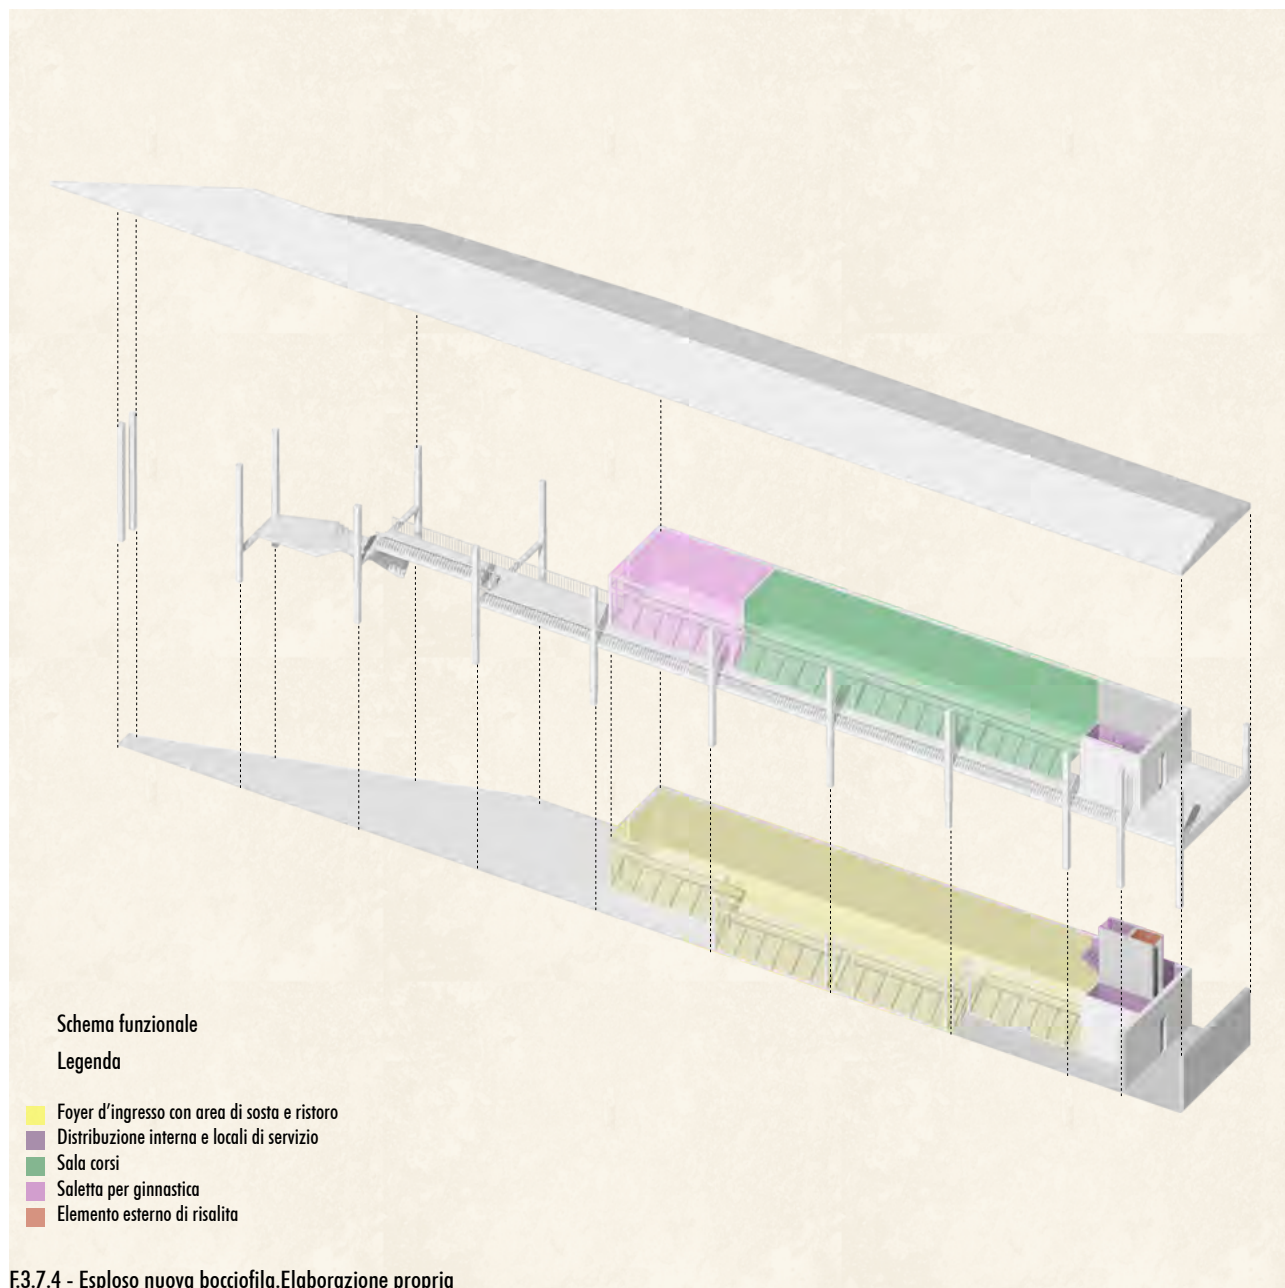 Schema funzionale
Legenda
Foyer d'ingresso con area di sosta e ristoro
Distribuzione interna e locali di servizio
Sala corsi
Saletta per ginnastica
Elemento esterno di risalita
F.3.7.4 - Esploso nuova bocciofila.Elaborazione propria